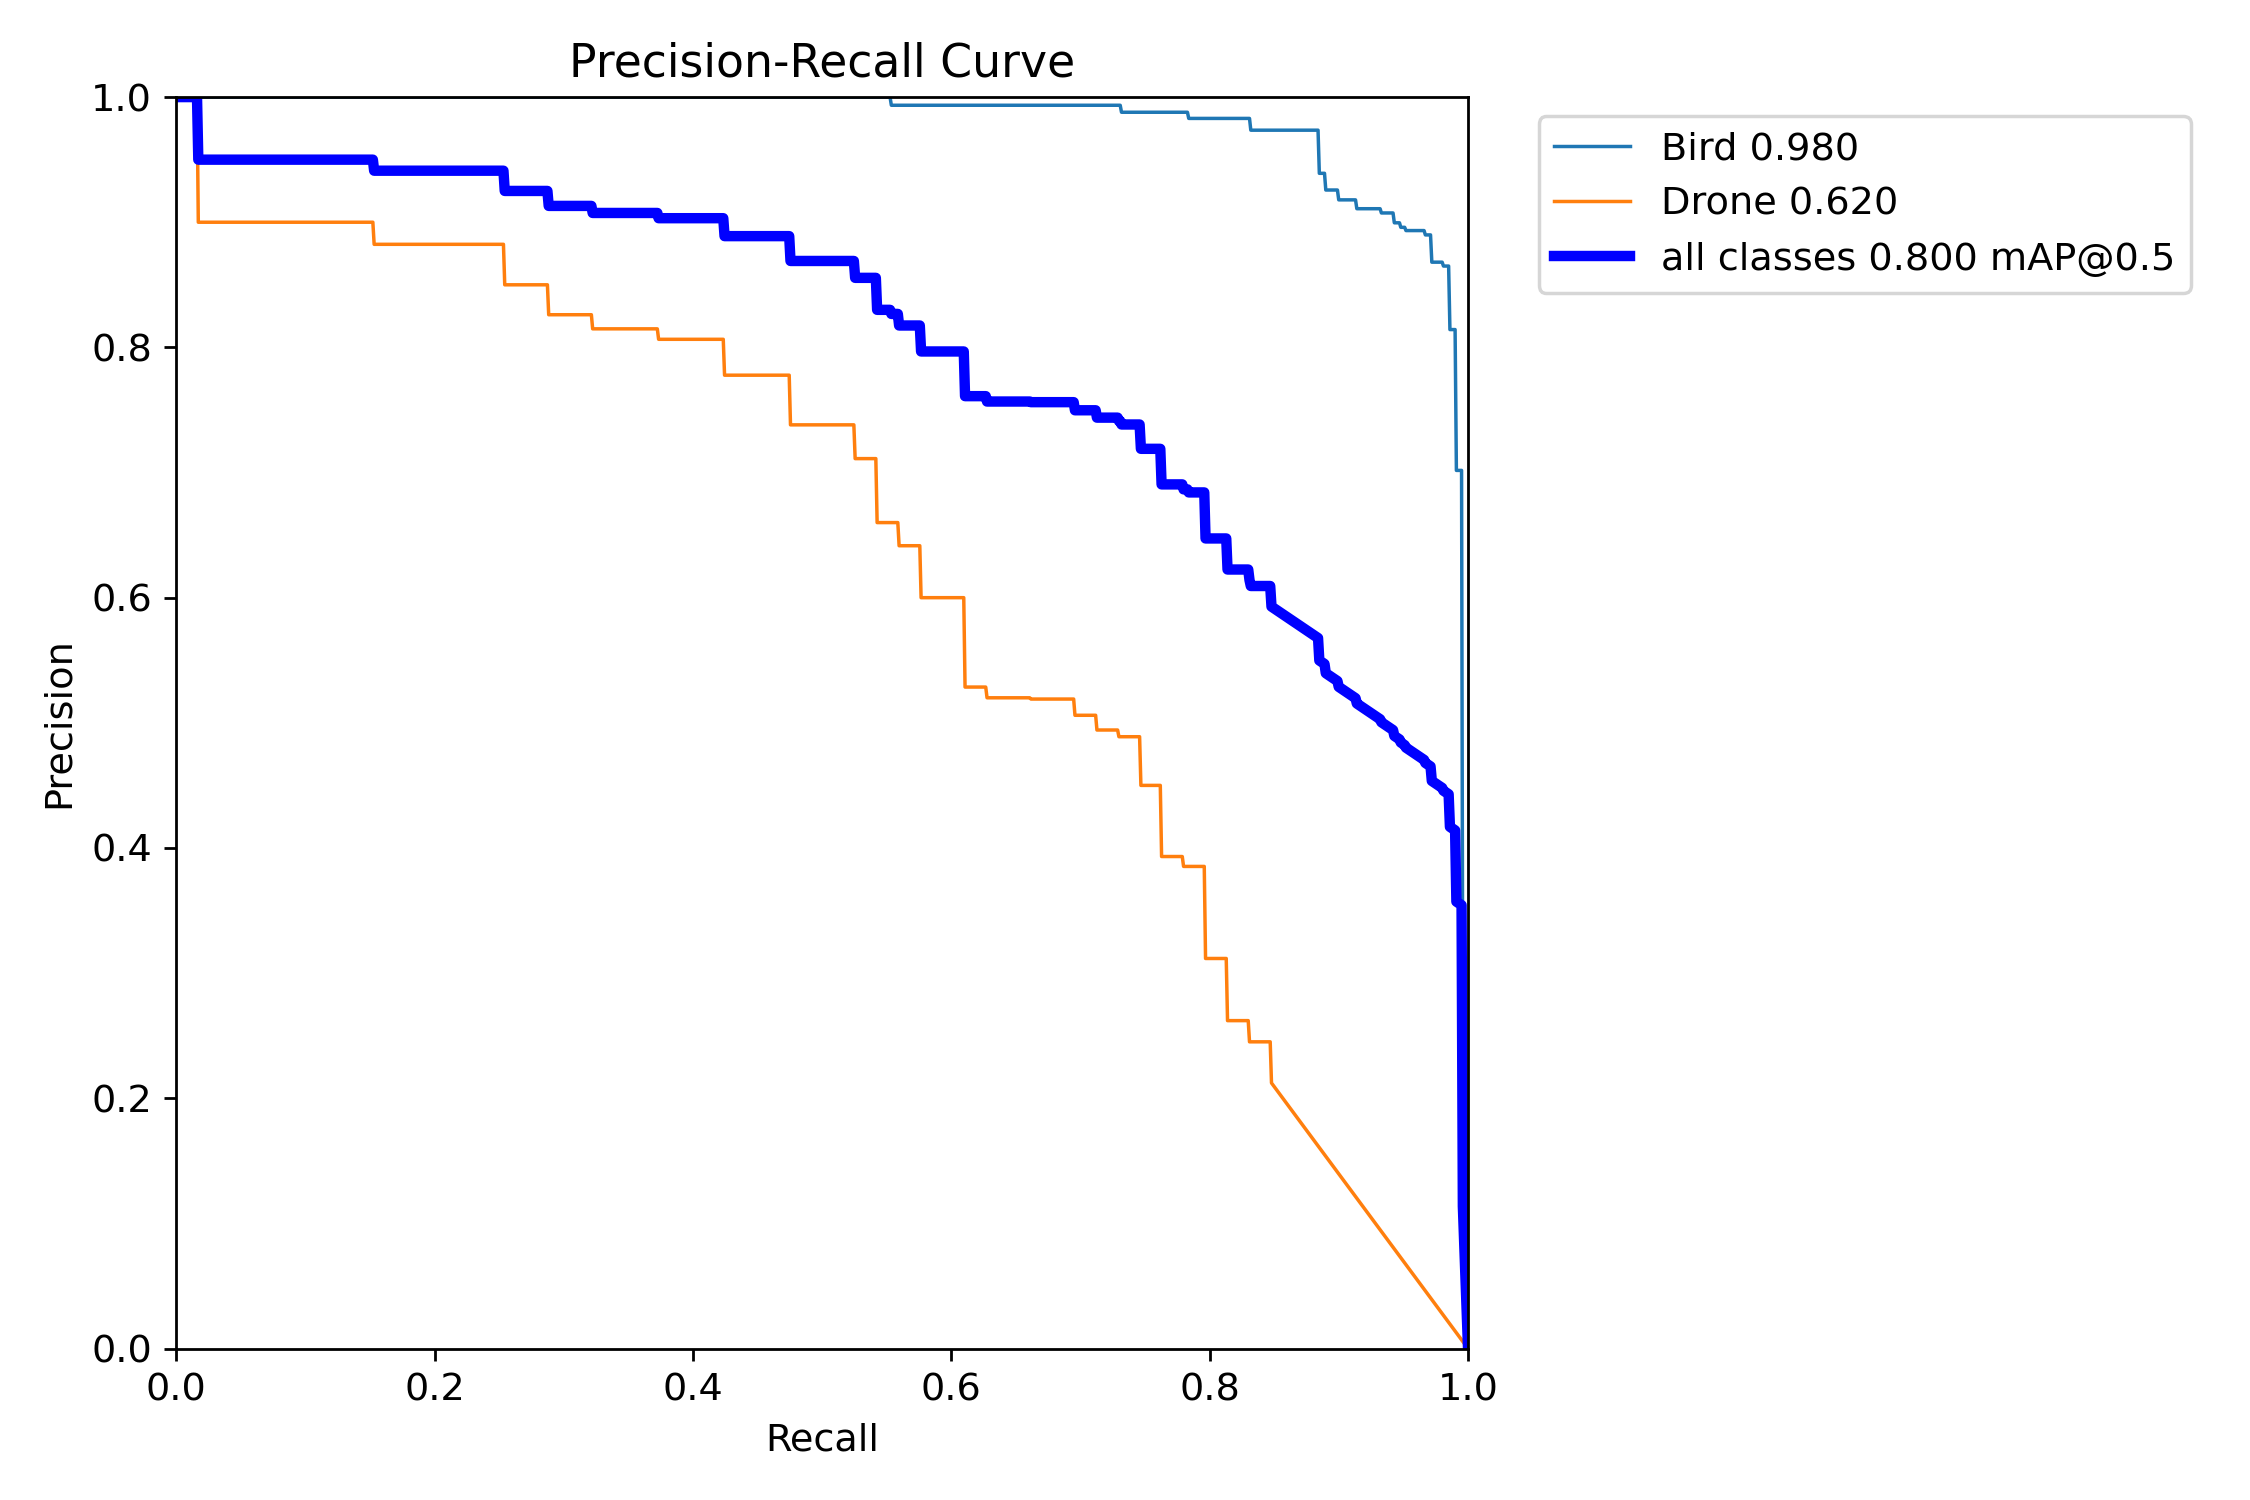 Precision-Recall Curve
1.0
0.8
0.6
0.4
0.2
0.0
Precision
0.0 0.2 0.4 0.6 0.8 1.0
Recall
Bird 0.980
Drone 0.620
all classes 0.800 mAP@0.5